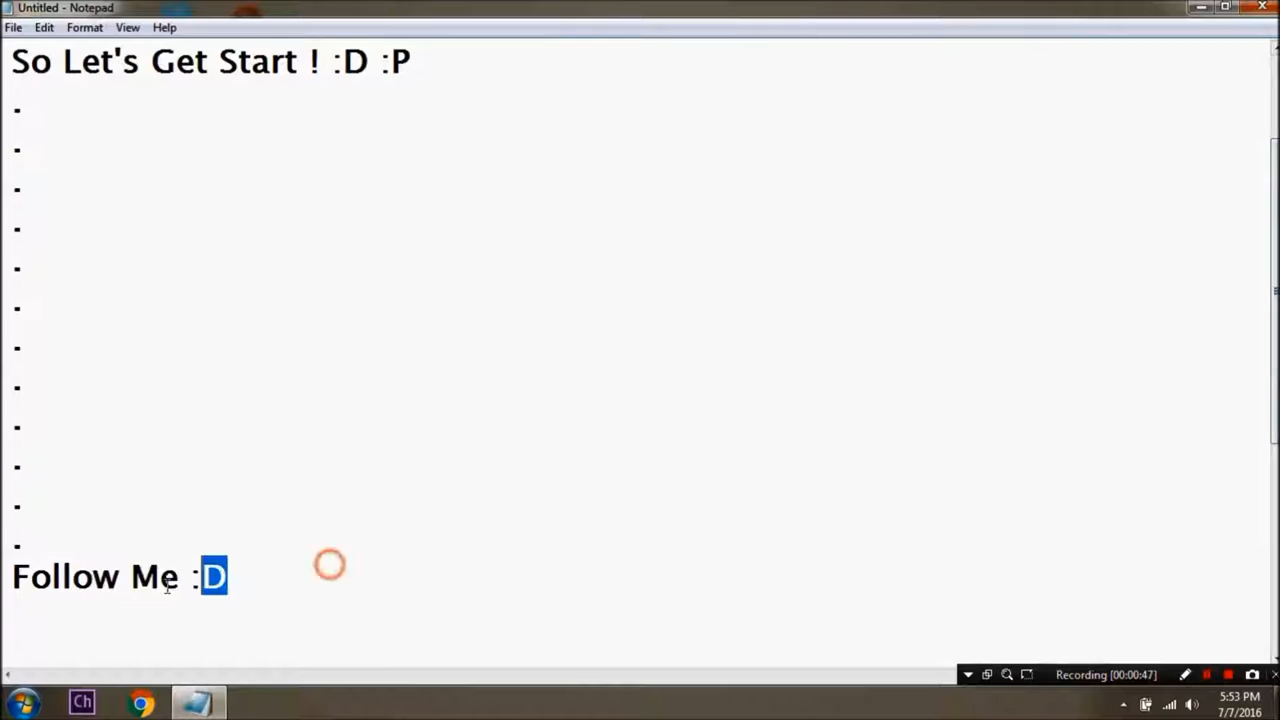 Untitled - Notepad
File Edit Format View Help
So Let's Get Start ! :D :P
-
-
-
-
-
-
-
-
-
-
-
-
Follow Me :D
Recording [00:00:47]
Ch
5:53 PM
7/7/2016